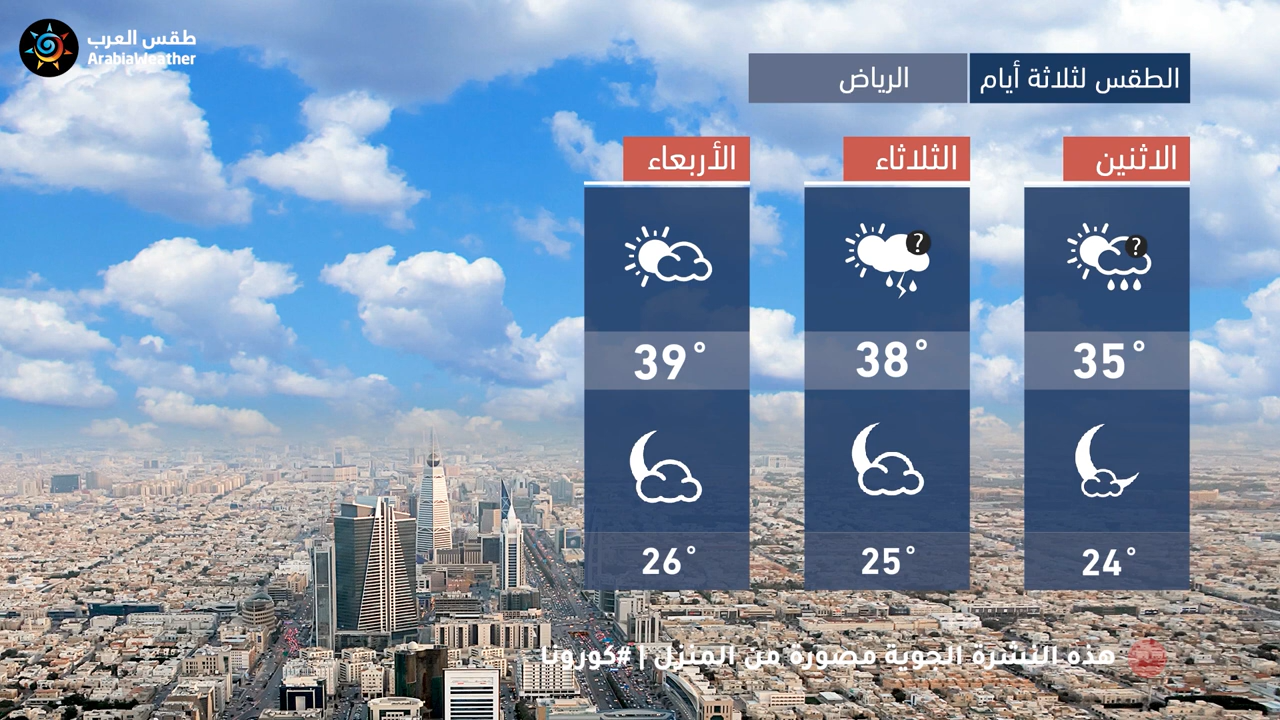 طقس العرب
ArabiaWeather
الطقس لثلاثة أيام
الرياض
الاثنين
الثلاثاء
الأربعاء
?
?
35°
38°
39°
24°
25°
26°
هذه النشرة الجوية مصورة من المنزل | #كورونا